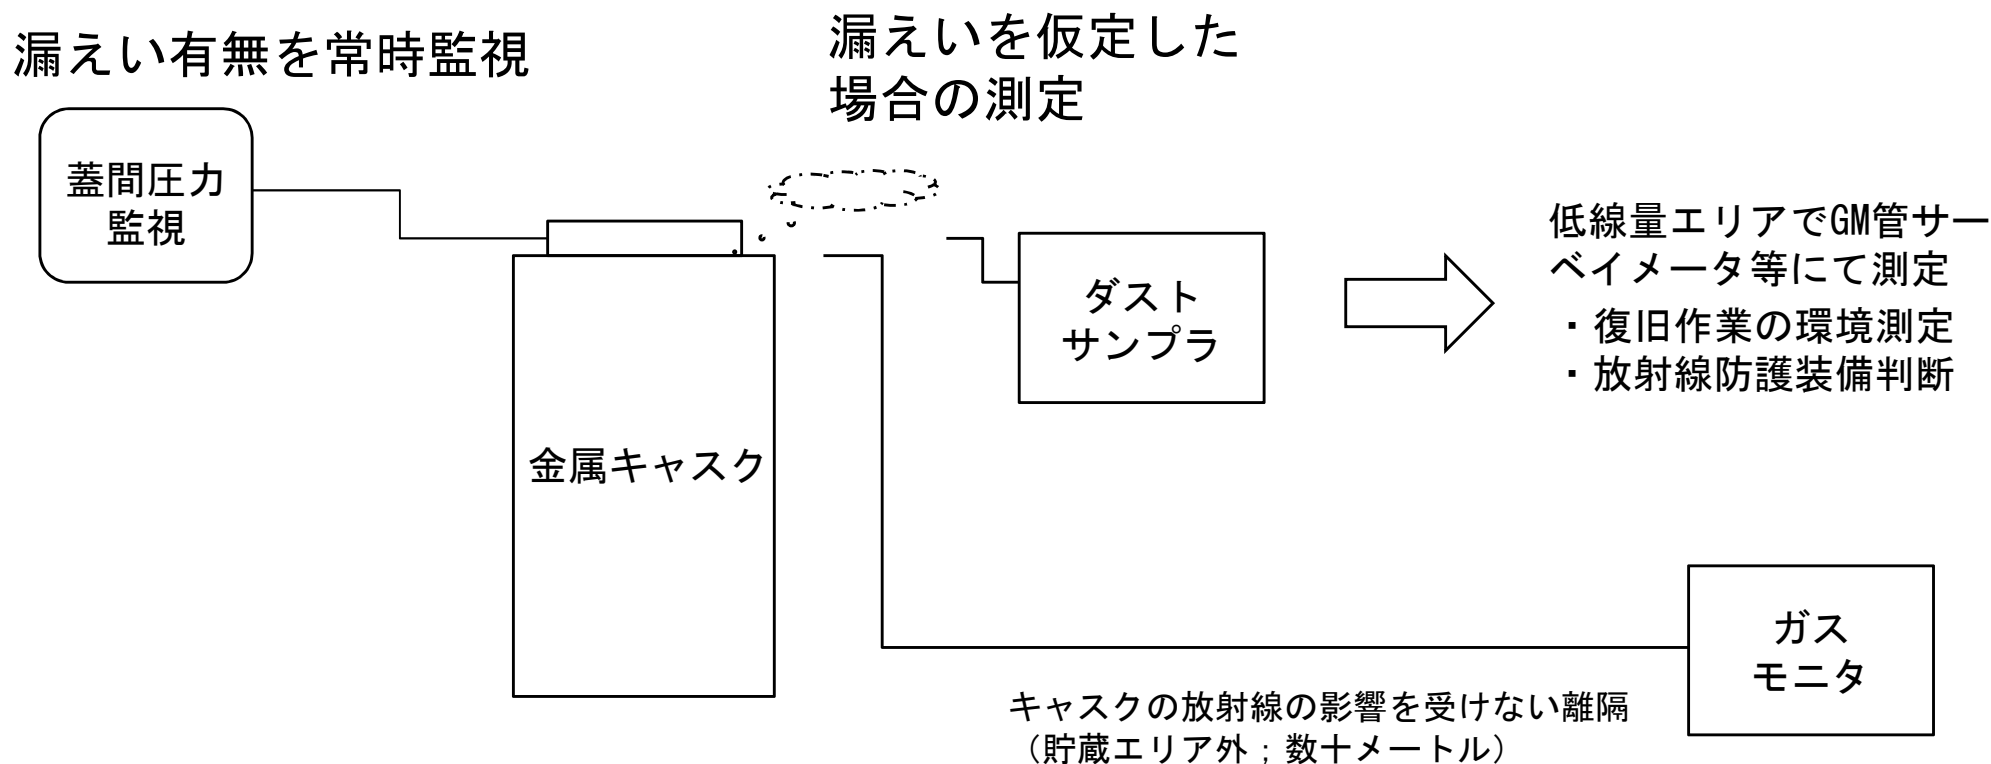 漏えい有無を常時監視
漏えいを仮定した
場合の測定
蓋間圧力
監視
金属キャスク
ダスト
サンプラ
低線量エリアでGM管サー
ベイメータ等にて測定
・復旧作業の環境測定
・放射線防護装備判断
ガス
モニタ
キャスクの放射線の影響を受けない離隔
（貯蔵エリア外；数十メートル）